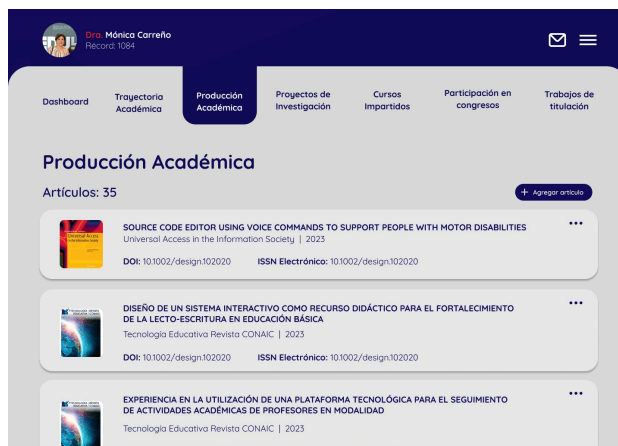 Dra. Mónica Carreño
Récord: 1084
Dashboard
Trayectoria
Académica
Producción
Académica
Proyectos de
Investigación
Cursos
Impartidos
Participación en
congresos
Trabajos de
titulación
Producción Académica
Artículos: 35
+ Agregar artículo
Universal Access
SOURCE CODE EDITOR USING VOICE COMMANDS TO SUPPORT PEOPLE WITH MOTOR DISABILITIES
Universal Access in the Information Society | 2023
DOI: 10.1002/design.102020 ISSN Electrónico: 10.1002/design.102020
DISEÑO DE UN SISTEMA INTERACTIVO COMO RECURSO DIDÁCTICO PARA EL FORTALECIMIENTO
DE LA LECTO-ESCRITURA EN EDUCACIÓN BÁSICA
Tecnología Educativa Revista CONAIC | 2023
DOI: 10.1002/design.102020 ISSN Electrónico: 10.1002/design.102020
EXPERIENCIA EN LA UTILIZACIÓN DE UNA PLATAFORMA TECNOLÓGICA PARA EL SEGUIMIENTO
DE ACTIVIDADES ACADÉMICAS DE PROFESORES EN MODALIDAD
Tecnología Educativa Revista CONAIC | 2023